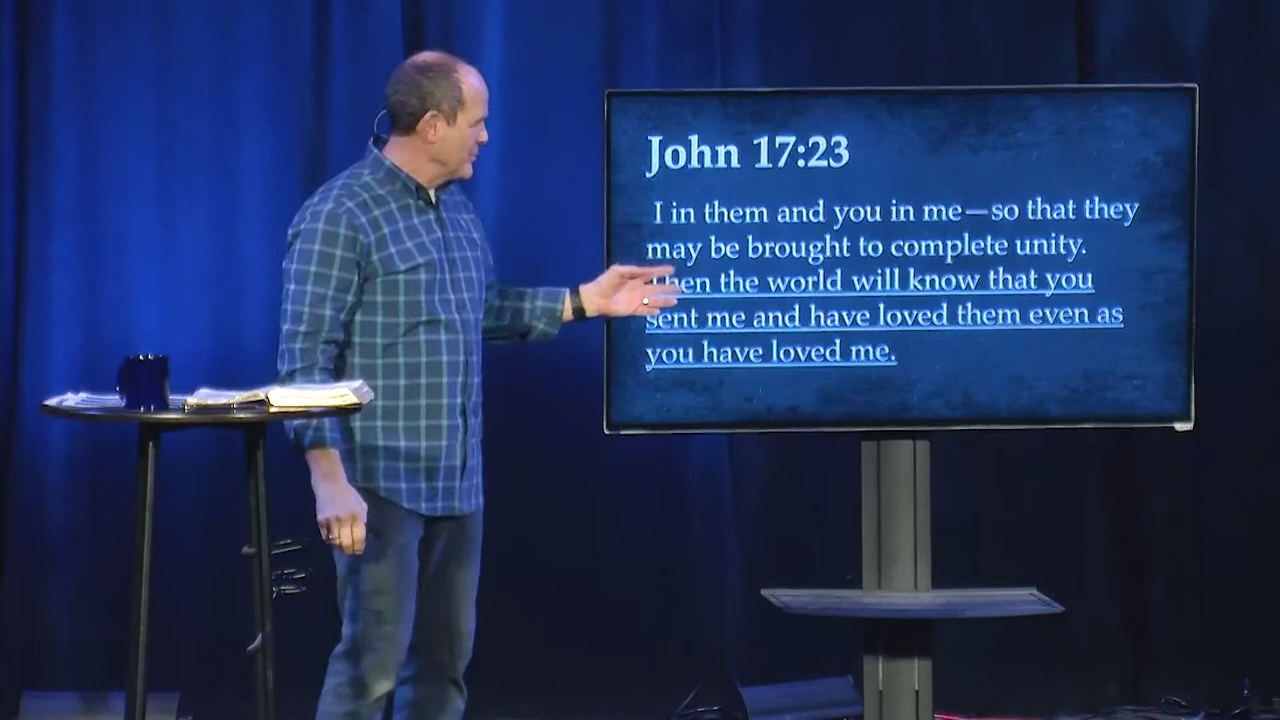 John 17:23
I in them and you in me—so that they
may be brought to complete unity.
Then the world will know that you
sent me and have loved them even as
you have loved me.